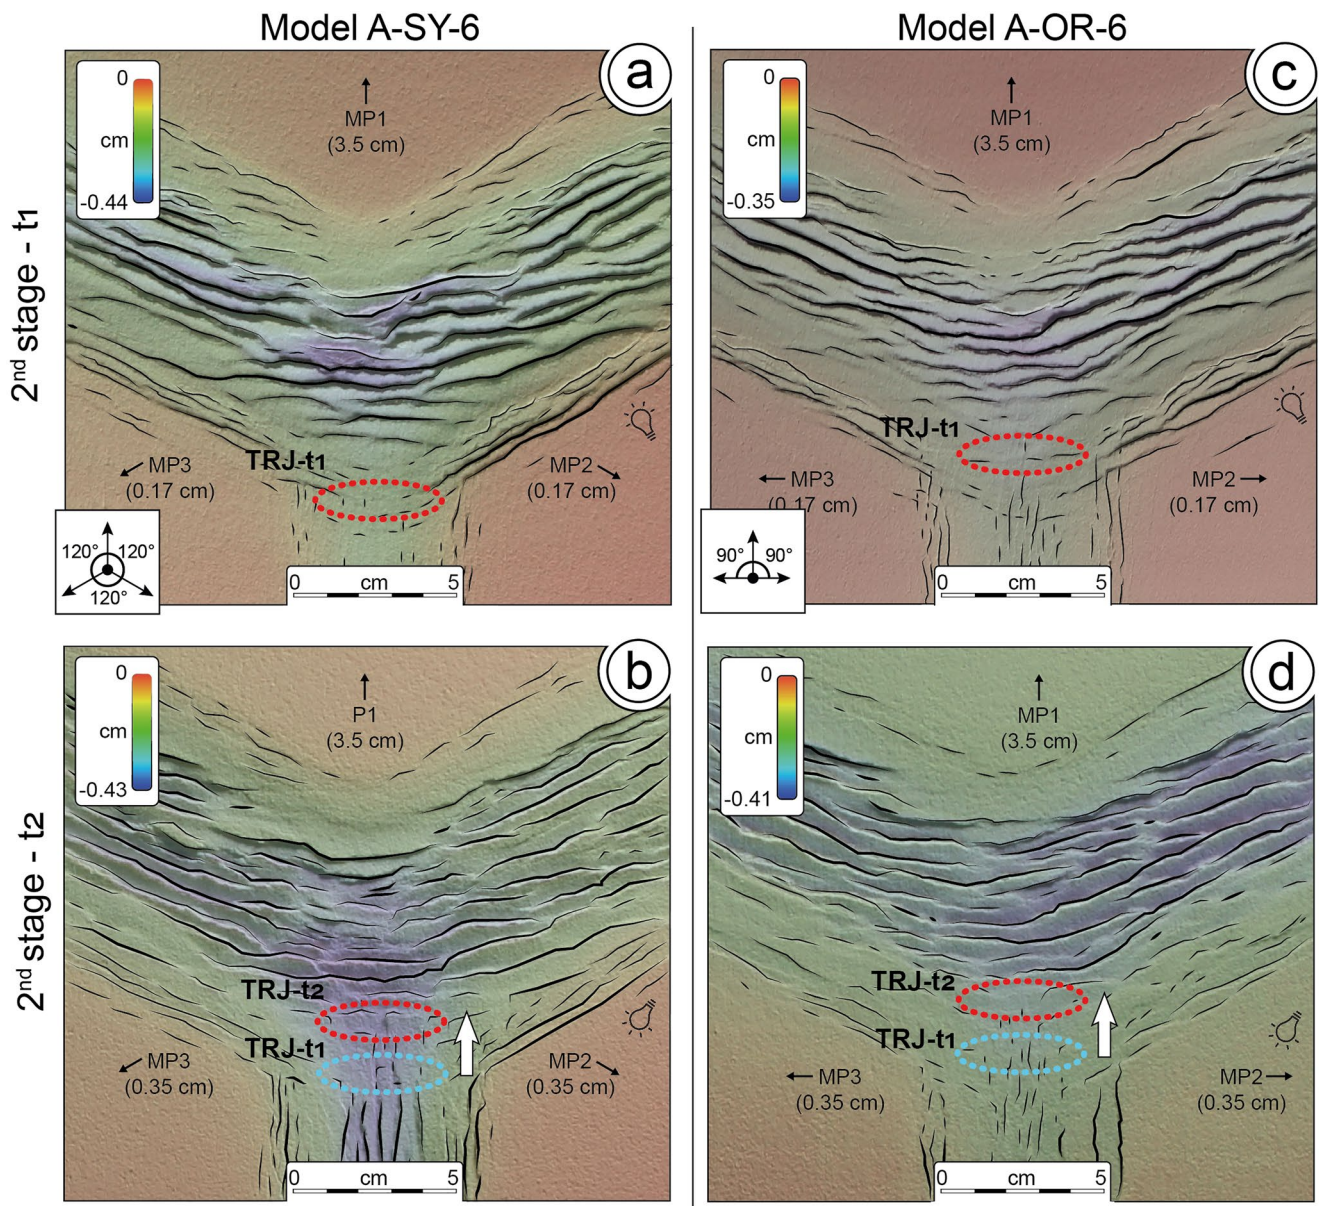 Model A-SY-6
Model A-OR-6
2nd stage - t1
a
0
cm
-0.44
MP1
(3.5 cm)
TRJ-t1
MP3
(0.17 cm)
MP2
(0.17 cm)
120° 120°
120°
0 cm 5
c
0
cm
-0.35
MP1
(3.5 cm)
TRJ-t1
MP3
(0.17 cm)
MP2
(0.17 cm)
90° 90°
0 cm 5
2nd stage - t2
b
0
cm
-0.43
P1
(3.5 cm)
TRJ-t2
TRJ-t1
MP3
(0.35 cm)
MP2
(0.35 cm)
0 cm 5
d
0
cm
-0.41
MP1
(3.5 cm)
TRJ-t2
TRJ-t1
MP3
(0.35 cm)
MP2
(0.35 cm)
0 cm 5